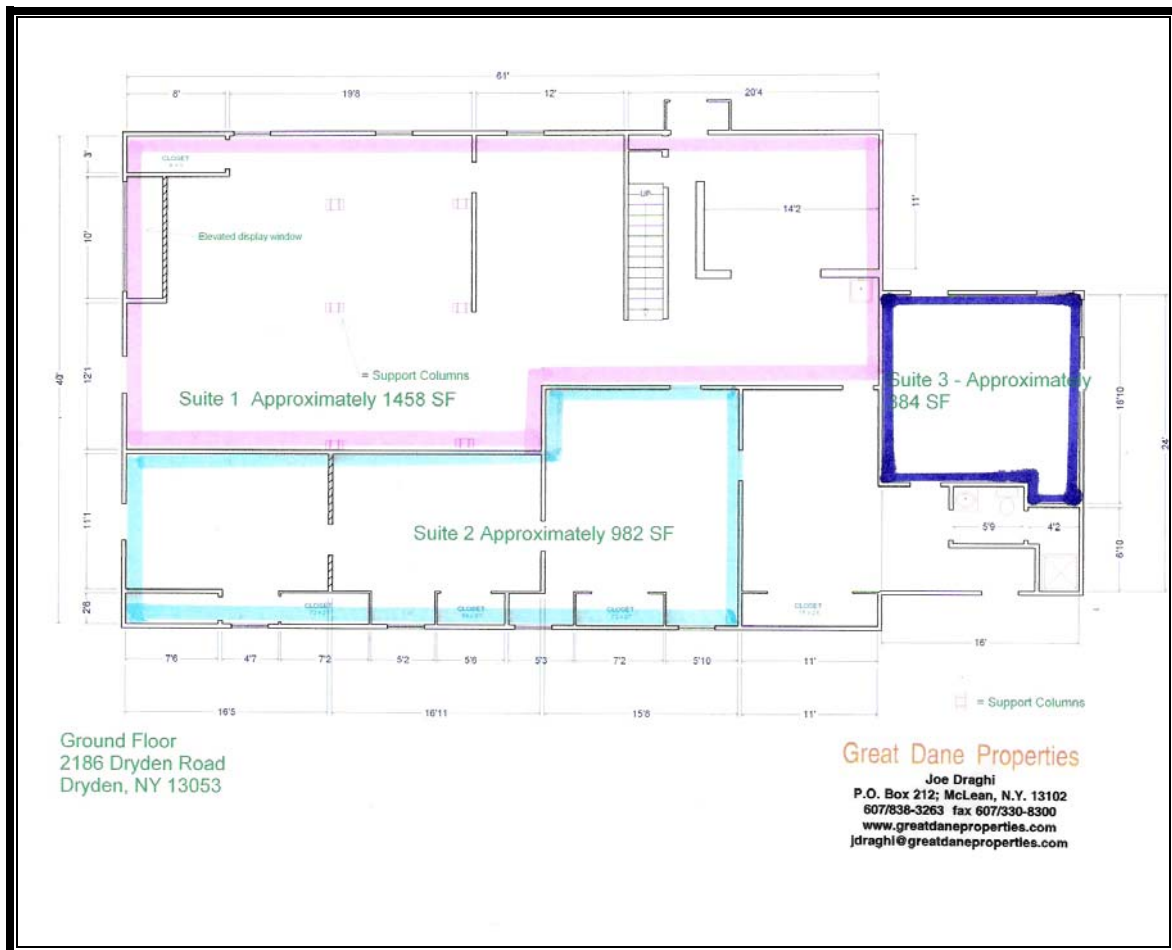 61'
8'
19'8
12'
20'4
3'
CLOSET
UP
11'
14'2
10'
Elevated display window
40'
12'1
= Support Columns
Suite 1 Approximately 1458 SF
Suite 3 - Approximately
384 SF
16'10
24'
11'1
Suite 2 Approximately 982 SF
5'9
4'2
6'10
2'6
CLOSET
CLOSET
CLOSET
CLOSET
7'6
4'7
7'2
5'2
5'6
5'3
7'2
5'10
11'
16'
16'5
16'11
15'8
11'
= Support Columns
Ground Floor
2186 Dryden Road
Dryden, NY 13053
Great Dane Properties
Joe Draghi
P.O. Box 212; McLean, N.Y. 13102
607/838-3263 fax 607/330-8300
www.greatdaneproperties.com
jdraghi@greatdaneproperties.com